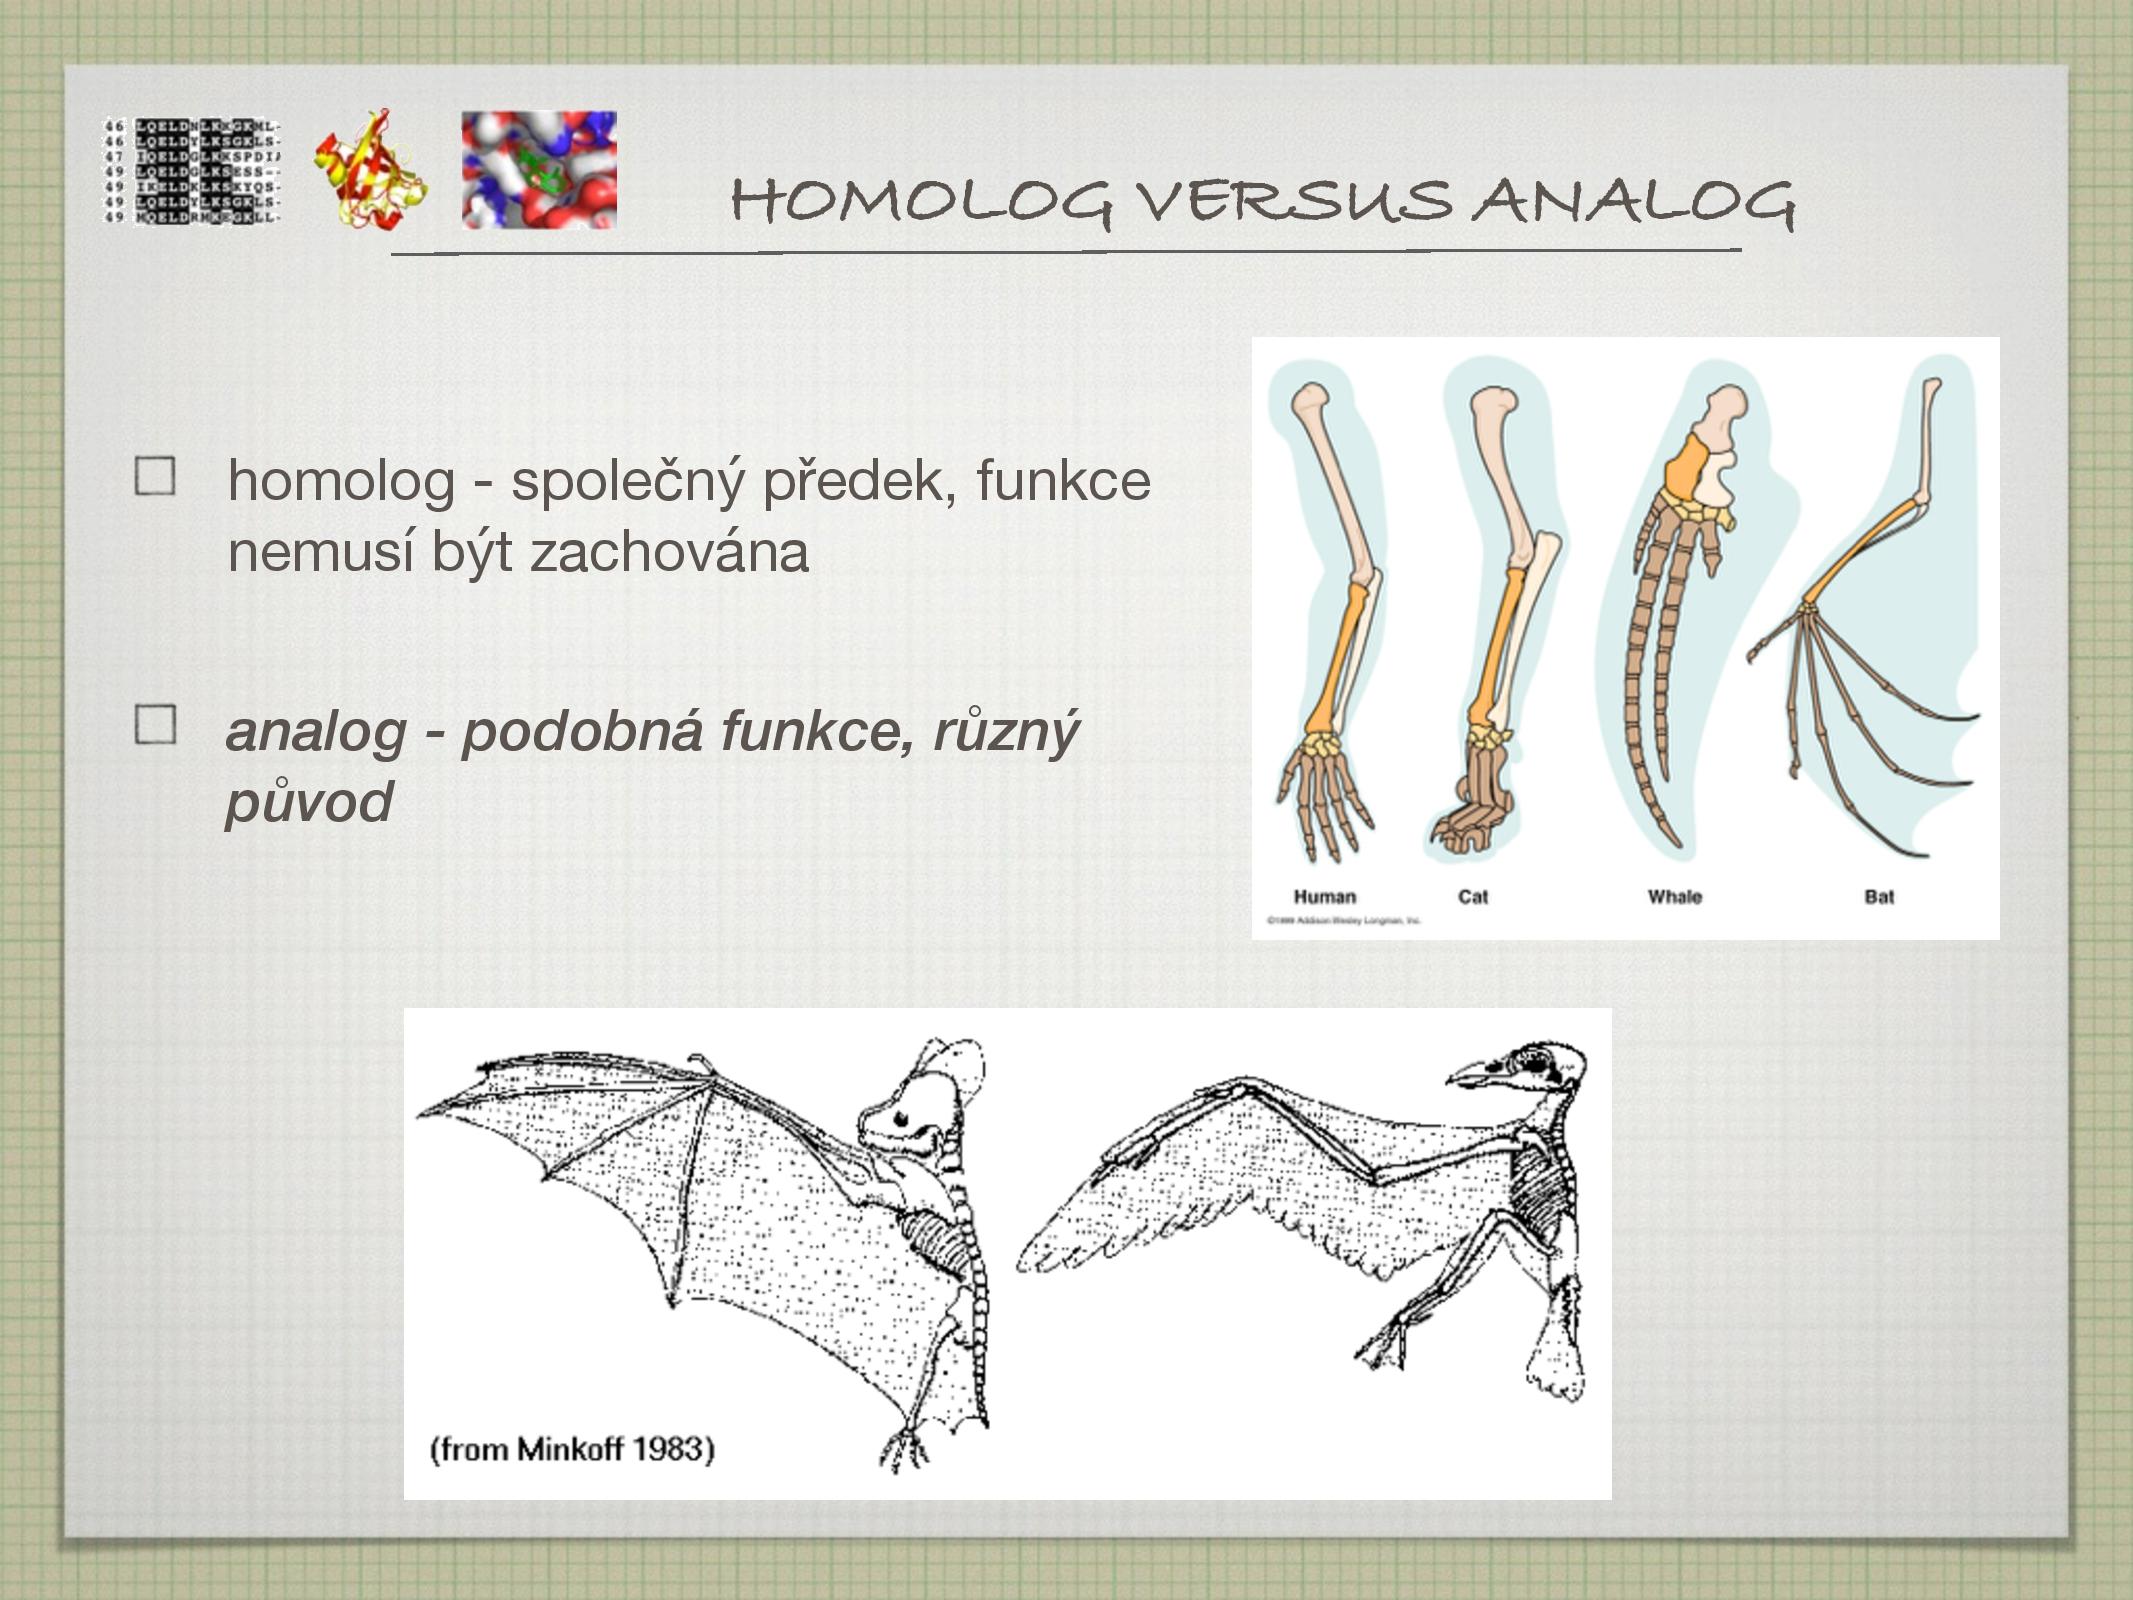 46 LQELDNLKKGKML-
46 LQELDYLKSGKLS-
47 IQELDGLKKSPDI
49 LQELDGLKSESS--
49 IKELDKLKSKYQS-
49 LQELDYLKSGKLS-
49 MQELDRMKEGKLL-
HOMOLOG VERSUS ANALOG
homolog - společný předek, funkce
nemusí být zachována
analog - podobná funkce, různý
původ
Human Cat Whale Bat
©1999 Addison Wesley Longman, Inc.
(from Minkoff 1983)